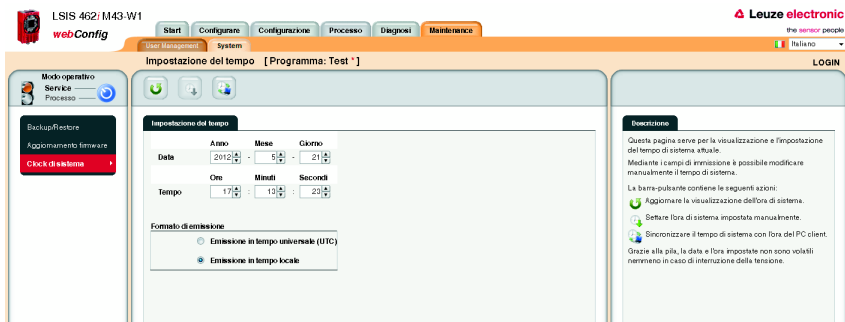 LSIS 462i M43-W1
webConfig
Leuze electronic
the sensor people
Start Configurare Configurazione Processo Diagnosi Maintenance
User Management System
Italiano
Impostazione del tempo [ Programma: Test * ]
LOGIN
Modo operativo
Service
Processo
Backup/Restore
Aggiornamento firmware
Clock di sistema
Impostazione del tempo
Anno Mese Giorno
Data 2012 - 5 - 21
Ore Minuti Secondi
Tempo 17 : 13 : 23
Formato di emissione
Emissione in tempo universale (UTC)
Emissione in tempo locale
Descrizione
Questa pagina serve per la visualizzazione e l'impostazione
del tempo di sistema attuale.
Mediante i campi di immissione è possibile modificare
manualmente il tempo di sistema.
La barra-pulsante contiene le seguenti azioni:
Aggiornare la visualizzazione dell'ora di sistema.
Settare l'ora di sistema impostata manualmente.
Sincronizzare il tempo di sistema con l'ora del PC client.
Grazie alla pila, la data e l'ora impostate non sono volatili
nemmeno in caso di interruzione della tensione.